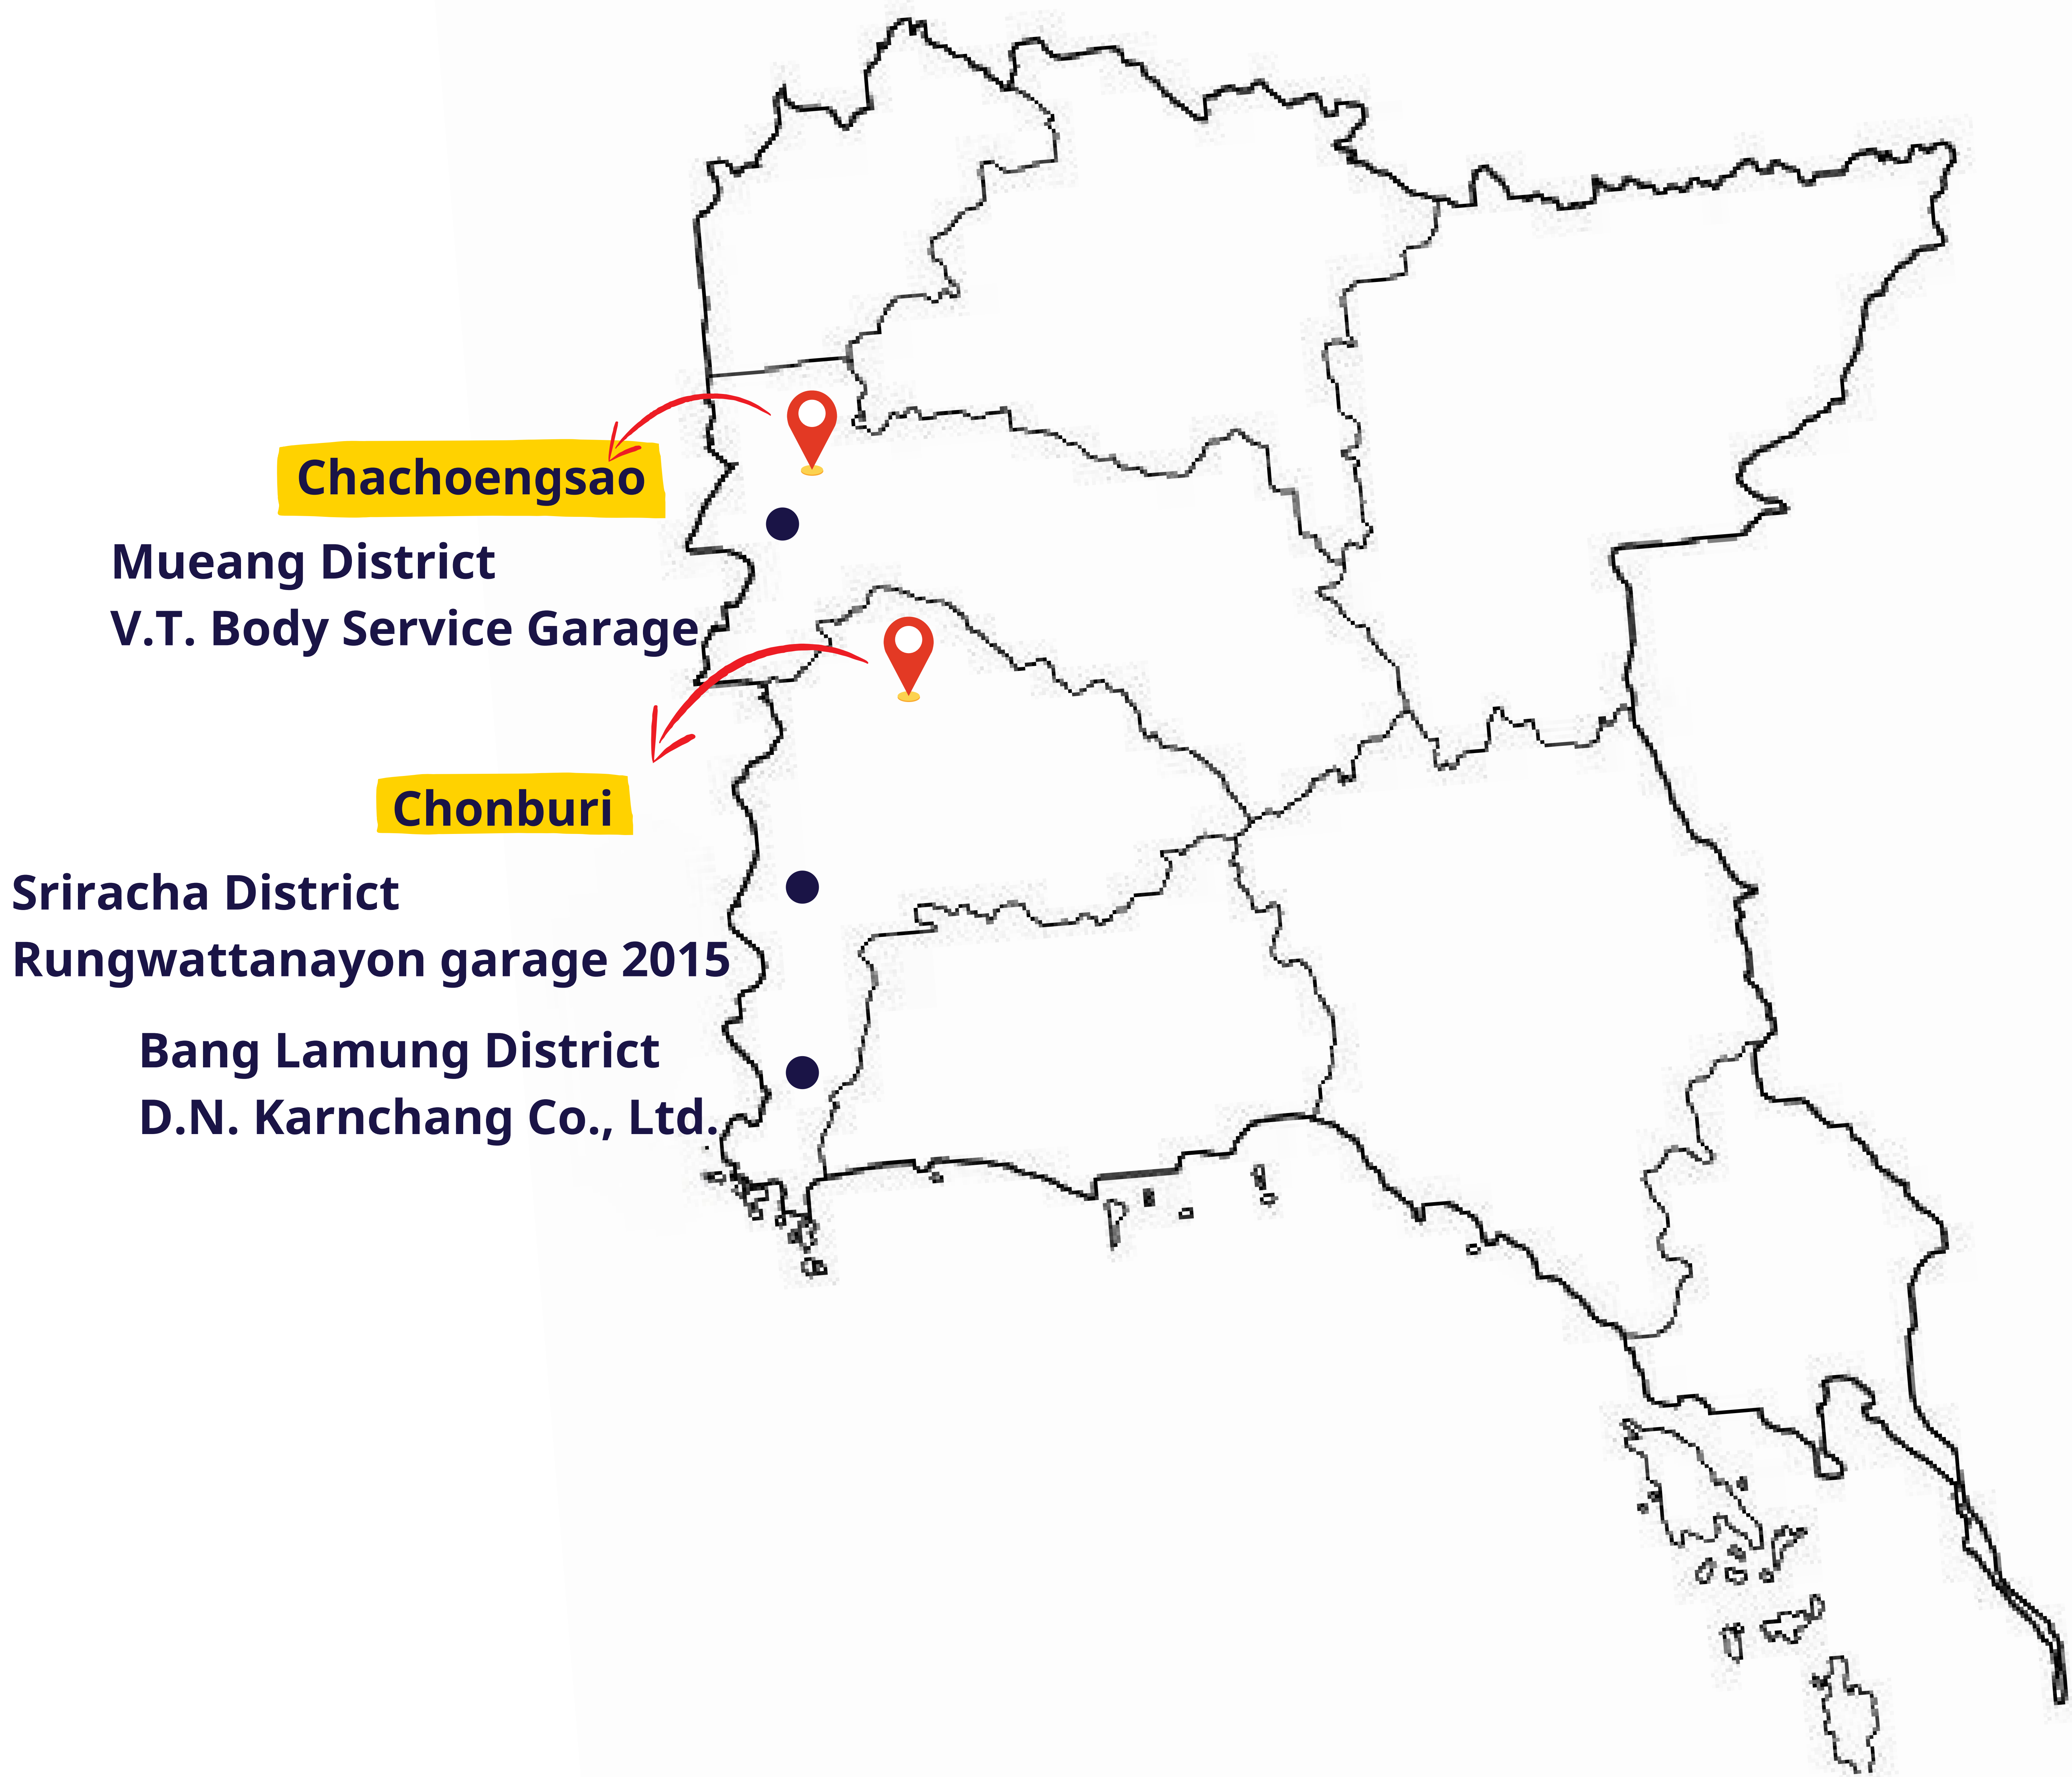 Chachoengsao
Mueang District
V.T. Body Service Garage
Chonburi
Sriracha District
Rungwattanayon garage 2015
Bang Lamung District
D.N. Karnchang Co., Ltd.